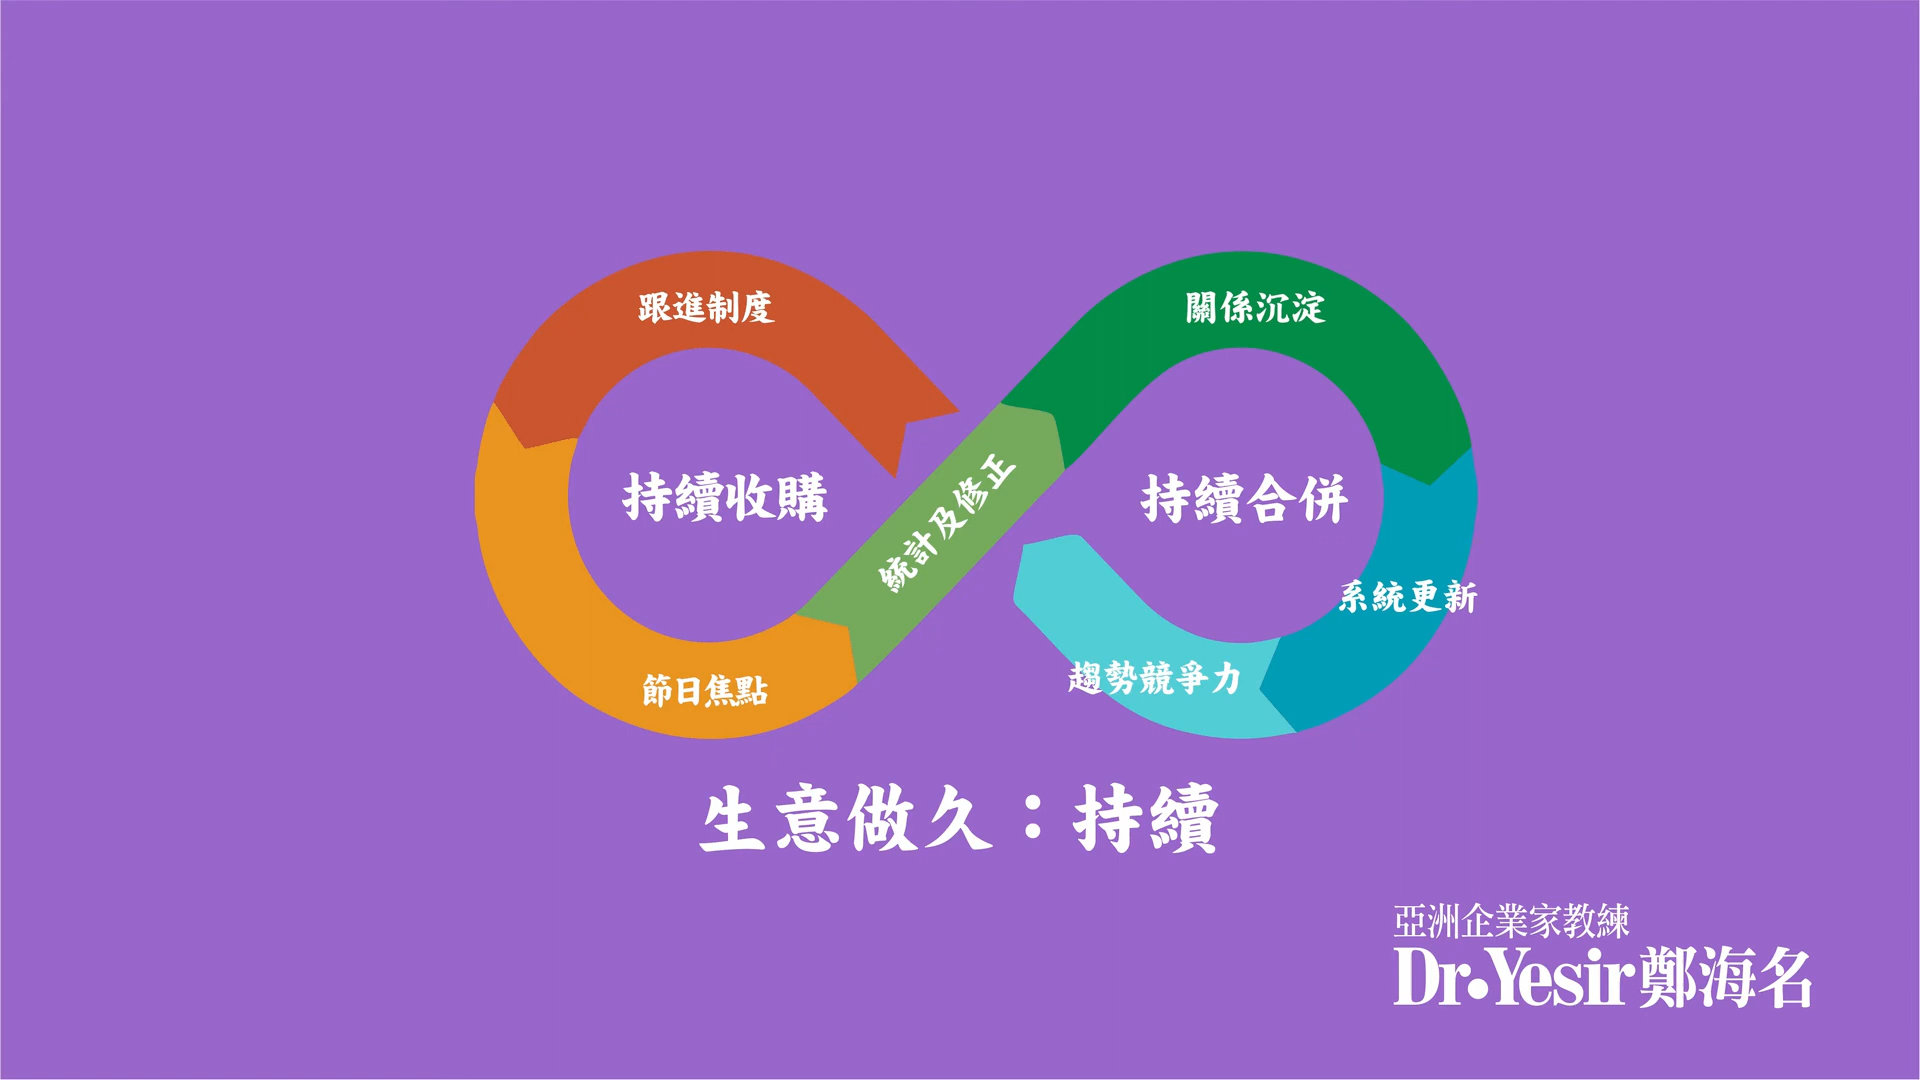 跟進制度
關係沉淀
持續收購
統計及修正
持續合併
系統更新
趨勢競爭力
節日焦點
生意做久：持續
亞洲企業家教練
Dr•Yesir鄭海名